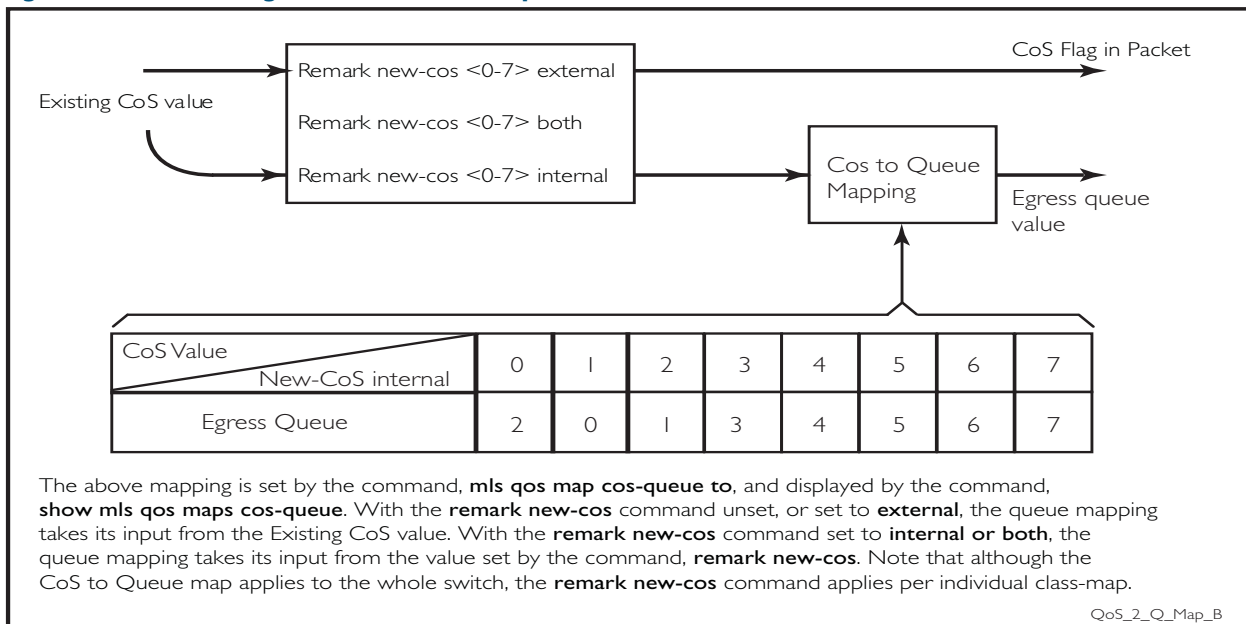 CoS Flag in Packet
Remark new-cos <0-7> external
Existing CoS value
Remark new-cos <0-7> both
Remark new-cos <0-7> internal
Cos to Queue
Mapping
Egress queue
value
CoS Value
New-CoS internal
0 1 2 3 4 5 6 7
Egress Queue 2 0 1 3 4 5 6 7
The above mapping is set by the command, mls qos map cos-queue to, and displayed by the command,
show mls qos maps cos-queue. With the remark new-cos command unset, or set to external, the queue mapping
takes its input from the Existing CoS value. With the remark new-cos command set to internal or both, the
queue mapping takes its input from the value set by the command, remark new-cos. Note that although the
CoS to Queue map applies to the whole switch, the remark new-cos command applies per individual class-map.
QoS_2_Q_Map_B